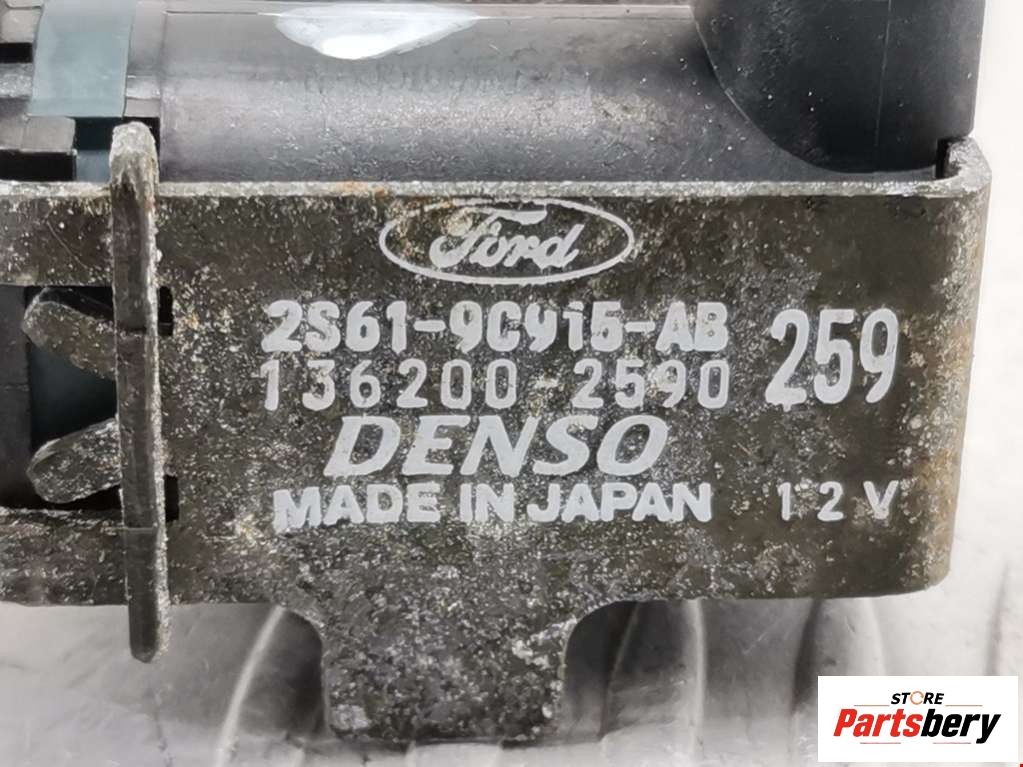 Ford
2S61-9C915-AB
136200-2590 259
DENSO
MADE IN JAPAN 12V
STORE
Partsbery